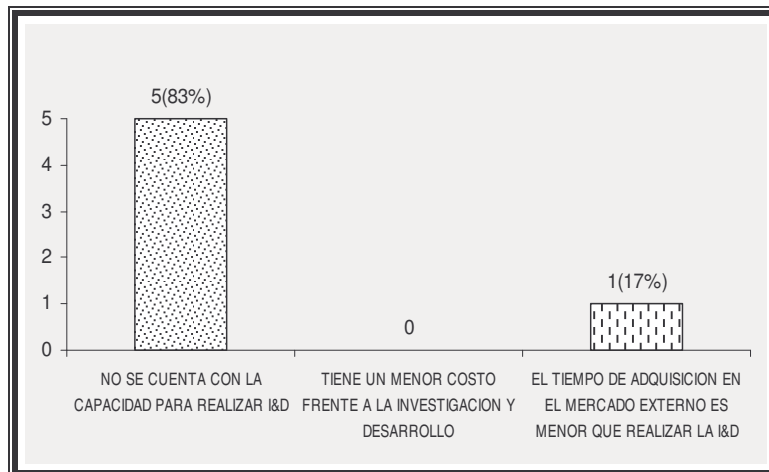 5(83%)
5
4
3
2
1
0
0
1(17%)
NO SE CUENTA CON LA
CAPACIDAD PARA REALIZAR I&D
TIENE UN MENOR COSTO
FRENTE A LA INVESTIGACION Y
DESARROLLO
EL TIEMPO DE ADQUISICION EN
EL MERCADO EXTERNO ES
MENOR QUE REALIZAR LA I&D